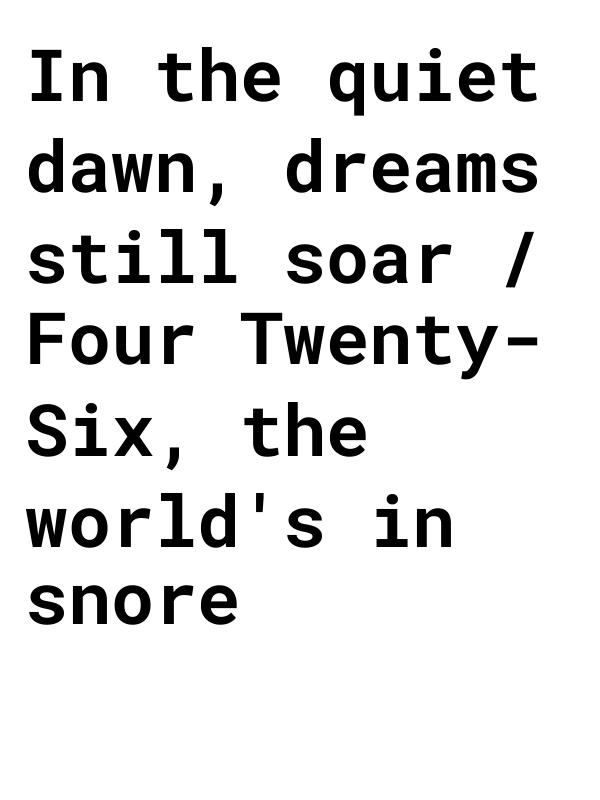 In the quiet
dawn, dreams
still soar /
Four Twenty-
Six, the
world's in
snore